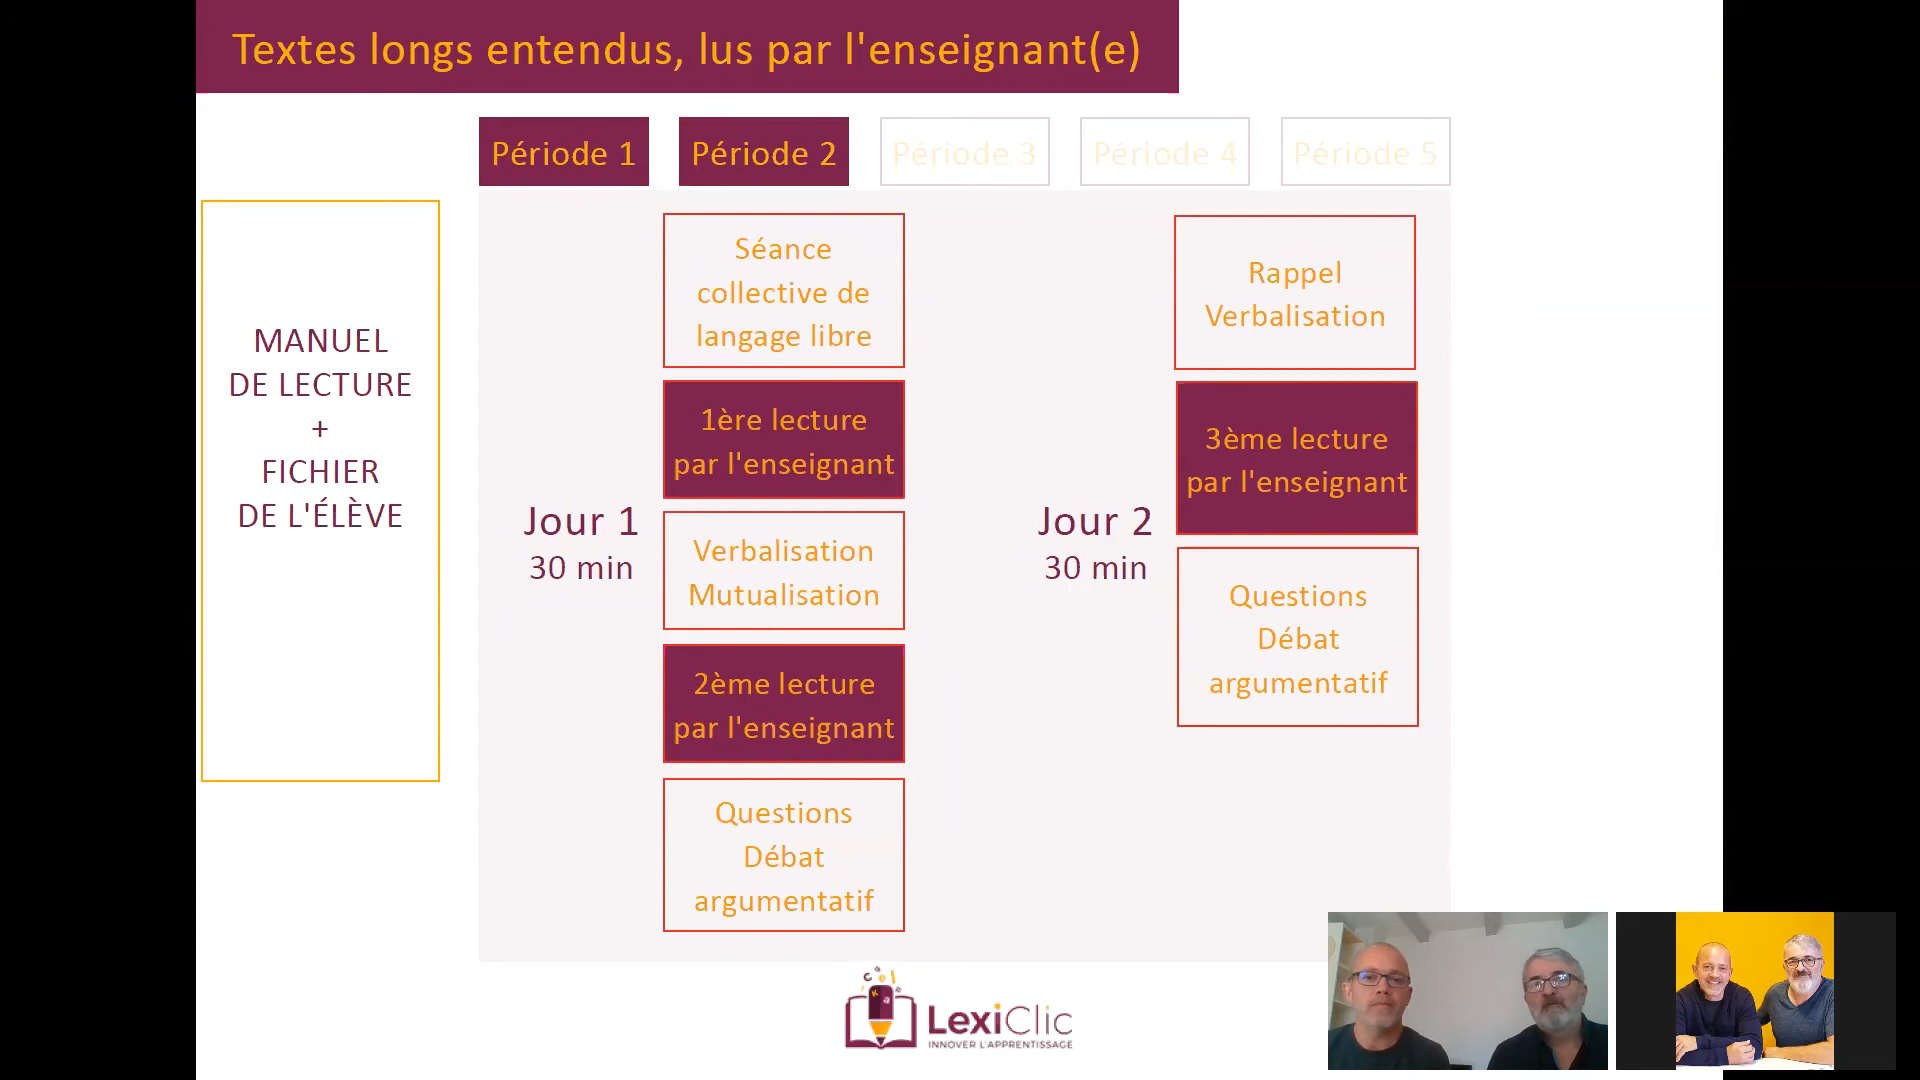 Textes longs entendus, lus par l'enseignant(e)
Période 1
Période 2
Période 3
Période 4
Période 5
MANUEL
DE LECTURE
+
FICHIER
DE L'ÉLÈVE
Jour 1
30 min
Séance
collective de
langage libre
1ère lecture
par l'enseignant
Verbalisation
Mutualisation
2ème lecture
par l'enseignant
Questions
Débat
argumentatif
Jour 2
30 min
Rappel
Verbalisation
3ème lecture
par l'enseignant
Questions
Débat
argumentatif
LexiClic
INNOVER L'APPRENTISSAGE